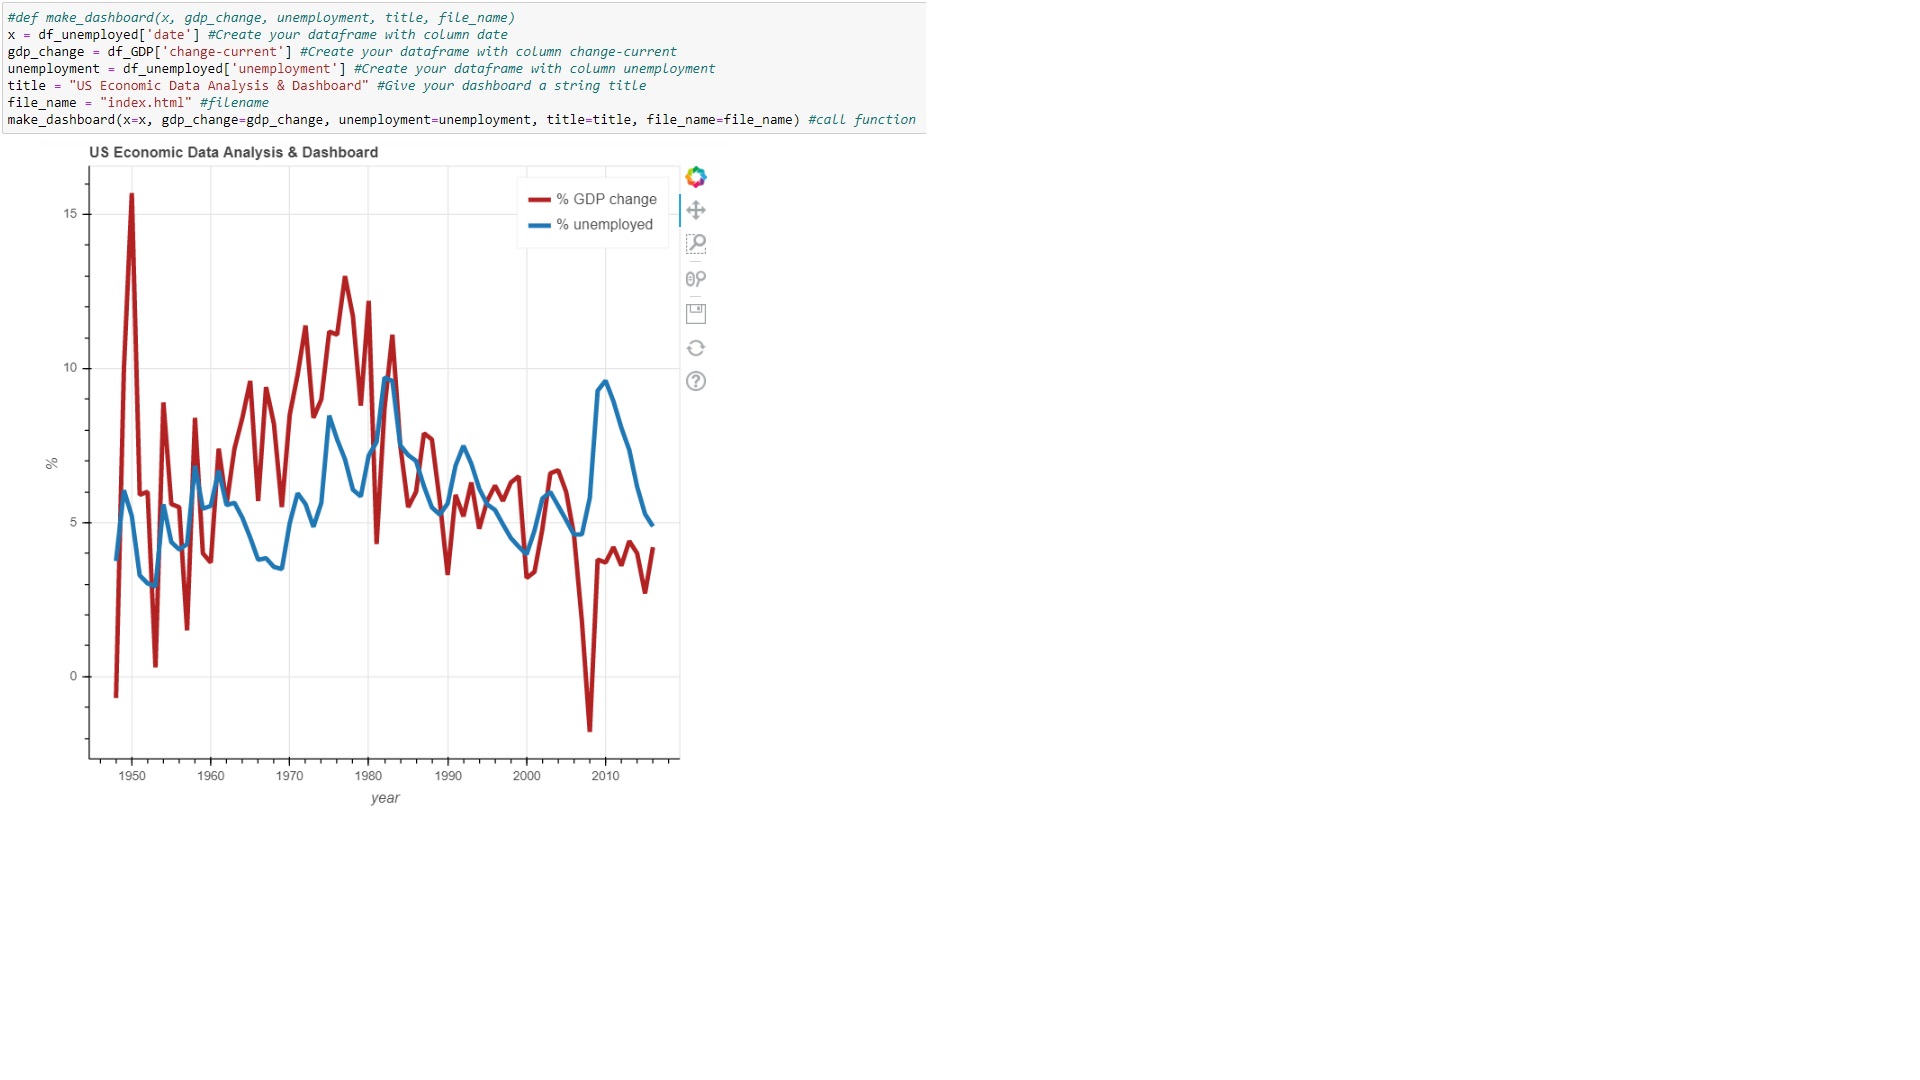 #def make_dashboard(x, gdp_change, unemployment, title, file_name)
x = df_unemployed['date'] #Create your dataframe with column date
gdp_change = df_GDP['change-current'] #Create your dataframe with column change-current
unemployment = df_unemployed['unemployment'] #Create your dataframe with column unemployment
title = "US Economic Data Analysis & Dashboard" #Give your dashboard a string title
file_name = "index.html" #filename
make_dashboard(x=x, gdp_change=gdp_change, unemployment=unemployment, title=title, file_name=file_name) #call function
US Economic Data Analysis & Dashboard
% GDP change
% unemployed
15
10
5
0
%
1950 1960 1970 1980 1990 2000 2010
year